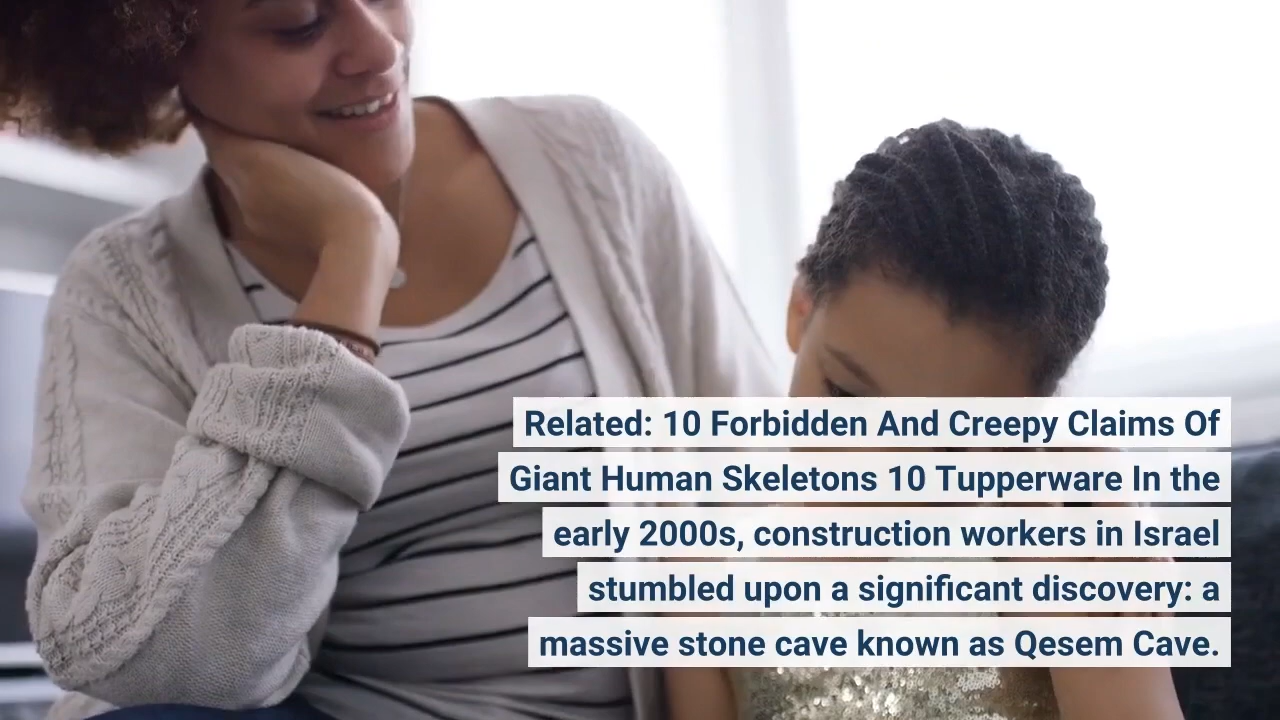 Related: 10 Forbidden And Creepy Claims Of
Giant Human Skeletons 10 Tupperware In the
early 2000s, construction workers in Israel
stumbled upon a significant discovery: a
massive stone cave known as Qesem Cave.